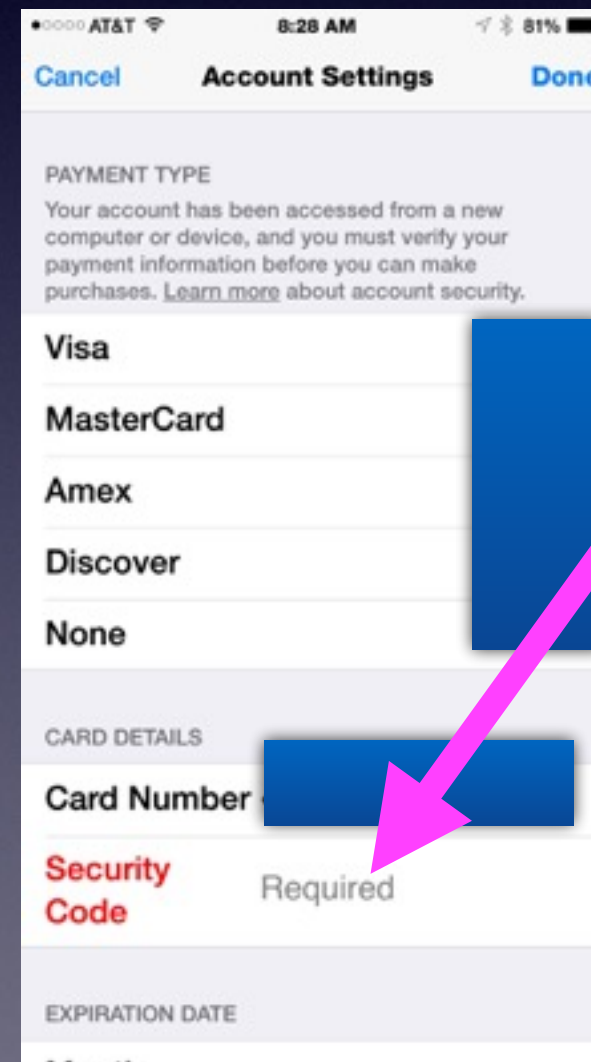 AT&T 8:28 AM 81%
Cancel Account Settings Done
PAYMENT TYPE
Your account has been accessed from a new
computer or device, and you must verify your
payment information before you can make
purchases. Learn more about account security.
Visa
MasterCard
Amex
Discover
None
CARD DETAILS
Card Number
Security
Code
Required
EXPIRATION DATE